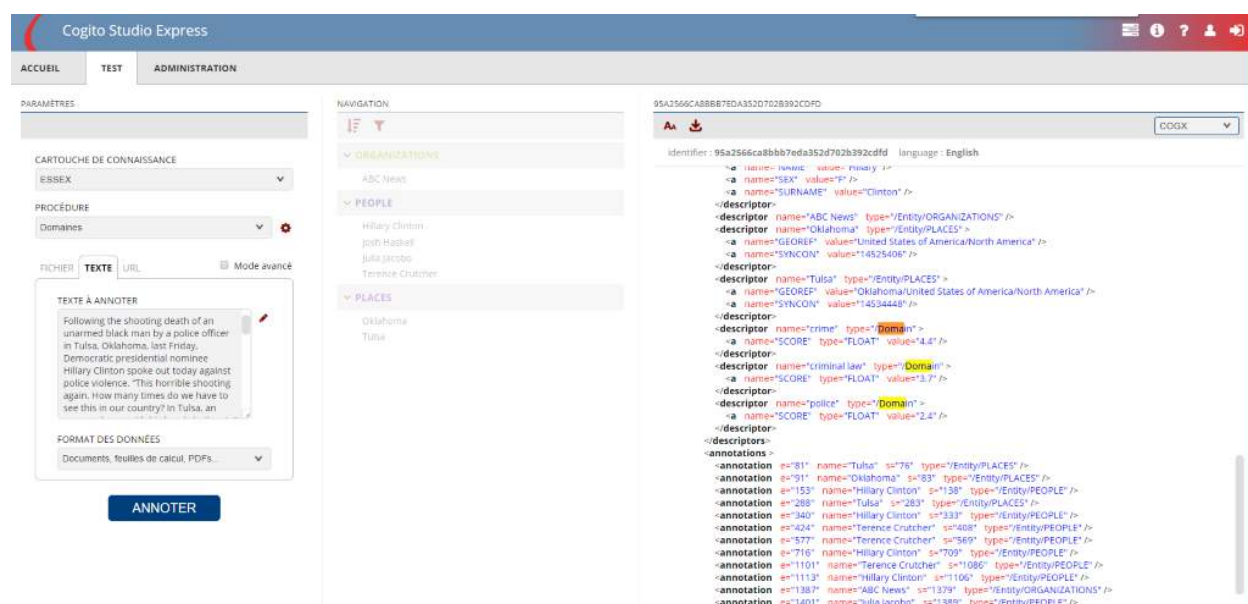 Cogito Studio Express
ACCUEIL TEST ADMINISTRATION
PARAMÈTRES
CARTOUCHE DE CONNAISSANCE
ESSEX
PROCÉDURE
Domaines
FICHIER TEXTE URL Mode avancé
TEXTE À ANNOTER
Following the shooting death of an
unarmed black man by a police officer
in Tulsa, Oklahoma, last Friday,
Democratic presidential nominee
Hillary Clinton spoke out today against
police violence. "This horrible shooting
again. How many times do we have to
see this in our country? In Tulsa, an
FORMAT DES DONNÉES
Documents, feuilles de calcul, PDFs...
ANNOTER
NAVIGATION
ORGANIZATIONS
ABC News
PEOPLE
Hillary Clinton
Josh Haskell
Julia Jacobo
Terence Crutcher
PLACES
Oklahoma
Tulsa
95A2566CA8BBB7EDA352D702B392CDFD
COGX
identifier : 95a2566ca8bbb7eda352d702b392cdfd language : English
<a name="NAME" value="Hillary" />
<a name="SEX" value="F" />
<a name="SURNAME" value="Clinton" />
</descriptor>
<descriptor name="ABC News" type="/Entity/ORGANIZATIONS" />
<descriptor name="Oklahoma" type="/Entity/PLACES" >
<a name="GEOREF" value="United States of America/North America" />
<a name="SYNCON" value="14525406" />
</descriptor>
<descriptor name="Tulsa" type="/Entity/PLACES" >
<a name="GEOREF" value="Oklahoma/United States of America/North America" />
<a name="SYNCON" value="14534448" />
</descriptor>
<descriptor name="crime" type="/Domain" >
<a name="SCORE" type="FLOAT" value="4.4" />
</descriptor>
<descriptor name="criminal law" type="/Domain" >
<a name="SCORE" type="FLOAT" value="3.7" />
</descriptor>
<descriptor name="police" type="/Domain" >
<a name="SCORE" type="FLOAT" value="2.4" />
</descriptor>
</descriptors>
<annotations >
<annotation e="81" name="Tulsa" s="76" type="/Entity/PLACES" />
<annotation e="91" name="Oklahoma" s="83" type="/Entity/PLACES" />
<annotation e="153" name="Hillary Clinton" s="138" type="/Entity/PEOPLE" />
<annotation e="288" name="Tulsa" s="283" type="/Entity/PLACES" />
<annotation e="340" name="Hillary Clinton" s="333" type="/Entity/PEOPLE" />
<annotation e="424" name="Terence Crutcher" s="408" type="/Entity/PEOPLE" />
<annotation e="577" name="Terence Crutcher" s="569" type="/Entity/PEOPLE" />
<annotation e="716" name="Hillary Clinton" s="709" type="/Entity/PEOPLE" />
<annotation e="1101" name="Terence Crutcher" s="1086" type="/Entity/PEOPLE" />
<annotation e="1113" name="Hillary Clinton" s="1106" type="/Entity/PEOPLE" />
<annotation e="1387" name="ABC News" s="1379" type="/Entity/ORGANIZATIONS" />
<annotation e="1401" name="Julia Jacobo" s="1389" type="/Entity/PEOPLE" />